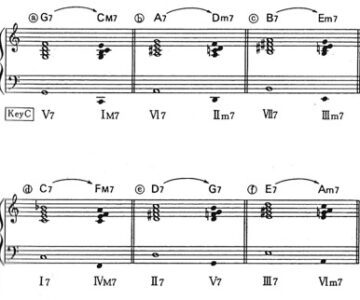 ⓐ G7 CM7 ⓑ A7 Dm7 ⓒ B7 Em7
KeyC V7 IM7 VI7 IIm7 VII7 IIIm7
ⓓ C7 FM7 ⓔ D7 G7 ⓕ E7 Am7
I7 IVM7 II7 V7 III7 VIm7